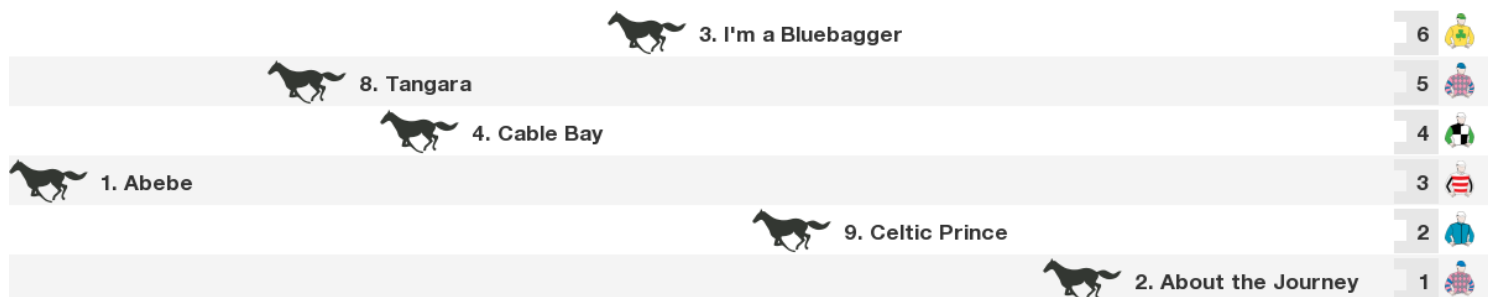 3. I'm a Bluebagger 6
8. Tangara 5
4. Cable Bay 4
1. Abebe 3
9. Celtic Prince 2
2. About the Journey 1